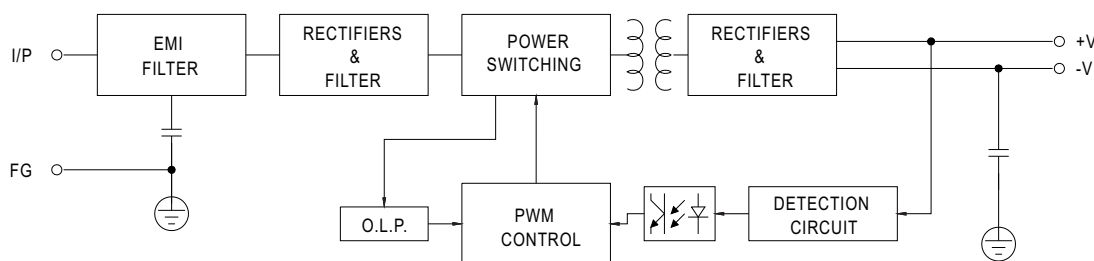 I/P
EMI
FILTER
RECTIFIERS
&
FILTER
POWER
SWITCHING
RECTIFIERS
&
FILTER
+V
-V
FG
O.L.P.
PWM
CONTROL
DETECTION
CIRCUIT